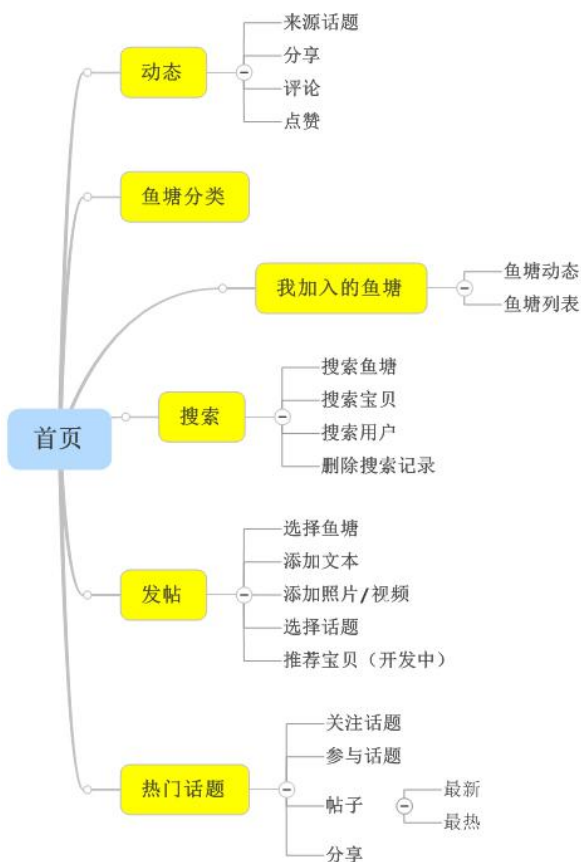 首页
动态
来源话题
分享
评论
点赞
鱼塘分类
我加入的鱼塘
鱼塘动态
鱼塘列表
搜索
搜索鱼塘
搜索宝贝
搜索用户
删除搜索记录
发帖
选择鱼塘
添加文本
添加照片/视频
选择话题
推荐宝贝（开发中）
热门话题
关注话题
参与话题
帖子
最新
最热
分享